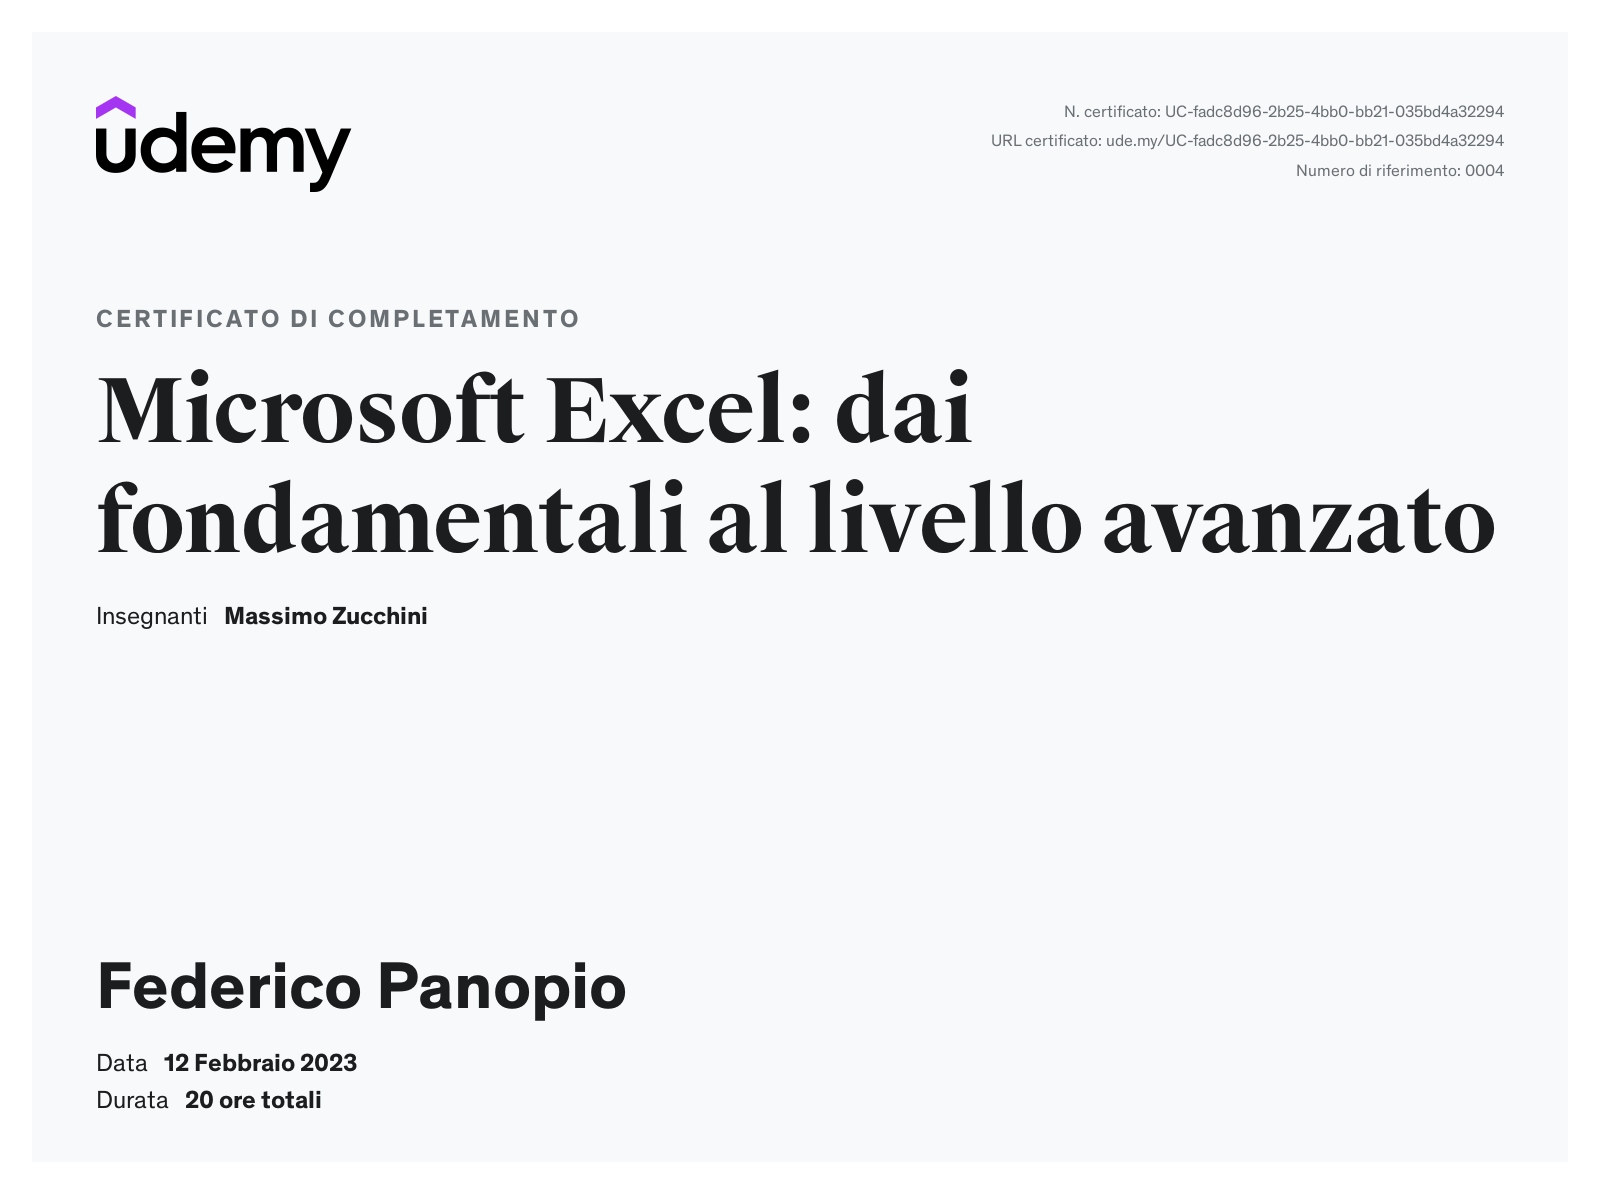 udemy
N. certificato: UC-fadc8d96-2b25-4bb0-bb21-035bd4a32294
URL certificato: ude.my/UC-fadc8d96-2b25-4bb0-bb21-035bd4a32294
Numero di riferimento: 0004
CERTIFICATO DI COMPLETAMENTO
Microsoft Excel: dai
fondamentali al livello avanzato
Insegnanti Massimo Zucchini
Federico Panopio
Data 12 Febbraio 2023
Durata 20 ore totali